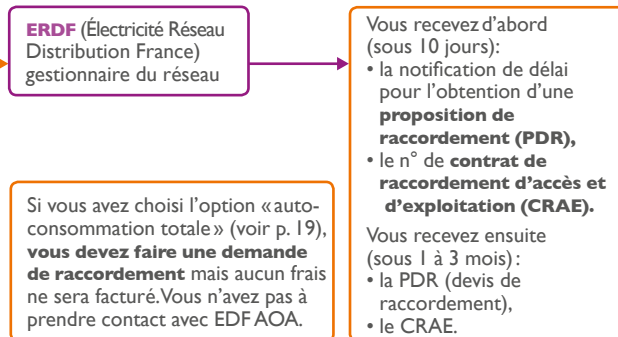 ERDF (Électricité Réseau
Distribution France)
gestionnaire du réseau
Vous recevez d’abord
(sous 10 jours):
• la notification de délai
pour l’obtention d’une
proposition de
raccordement (PDR),
• le n° de contrat de
raccordement d’accès et
d’exploitation (CRAE).
Vous recevez ensuite
(sous 1 à 3 mois) :
• la PDR (devis de
raccordement),
• le CRAE.
Si vous avez choisi l’option « auto-
consommation totale » (voir p. 19),
vous devez faire une demande
de raccordement mais aucun frais
ne sera facturé. Vous n’avez pas à
prendre contact avec EDF AOA.